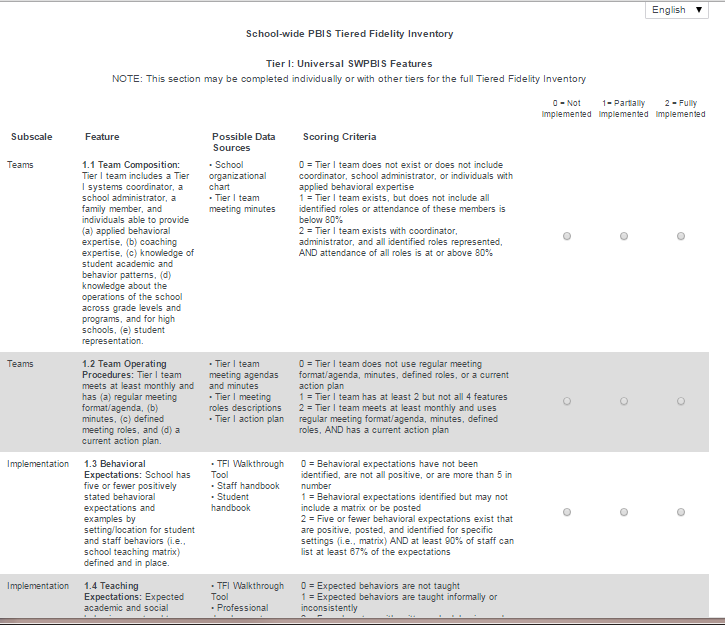 English ▼
School-wide PBIS Tiered Fidelity Inventory
Tier I: Universal SWPBIS Features
NOTE: This section may be completed individually or with other tiers for the full Tiered Fidelity Inventory
0 = Not Implemented
1= Partially Implemented
2 = Fully Implemented
Subscale
Feature
Possible Data
Sources
Scoring Criteria
Teams
1.1 Team Composition:
Tier I team includes a Tier
I systems coordinator, a
school administrator, a
family member, and
individuals able to provide
(a) applied behavioral
expertise, (b) coaching
expertise, (c) knowledge of
student academic and
behavior patterns, (d)
knowledge about the
operations of the school
across grade levels and
programs, and for high
schools, (e) student
representation.
• School
organizational
chart
• Tier I team
meeting minutes
0 = Tier I team does not exist or does not include
coordinator, school administrator, or individuals with
applied behavioral expertise
1 = Tier I team exists, but does not include all
identified roles or attendance of these members is
below 80%
2 = Tier I team exists with coordinator,
administrator, and all identified roles represented,
AND attendance of all roles is at or above 80%
Teams
1.2 Team Operating
Procedures: Tier I team
meets at least monthly and
has (a) regular meeting
format/agenda, (b)
minutes, (c) defined
meeting roles, and (d) a
current action plan.
• Tier I team
meeting agendas
and minutes
• Tier I meeting
roles descriptions
• Tier I action plan
0 = Tier I team does not use regular meeting
format/agenda, minutes, defined roles, or a current
action plan
1 = Tier I team has at least 2 but not all 4 features
2 = Tier I team meets at least monthly and uses
regular meeting format/agenda, minutes, defined
roles, AND has a current action plan
Implementation
1.3 Behavioral
Expectations: School has
five or fewer positively
stated behavioral
expectations and
examples by
setting/location for student
and staff behaviors (i.e.,
school teaching matrix)
defined and in place.
• TFI Walkthrough
Tool
• Staff handbook
• Student
handbook
0 = Behavioral expectations have not been
identified, are not all positive, or are more than 5 in
number
1 = Behavioral expectations identified but may not
include a matrix or be posted
2 = Five or fewer behavioral expectations exist that
are positive, posted, and identified for specific
settings (i.e., matrix) AND at least 90% of staff can
list at least 67% of the expectations
Implementation
1.4 Teaching
Expectations: Expected
academic and social
• TFI Walkthrough
Tool
• Professional
0 = Expected behaviors are not taught
1 = Expected behaviors are taught informally or
inconsistently